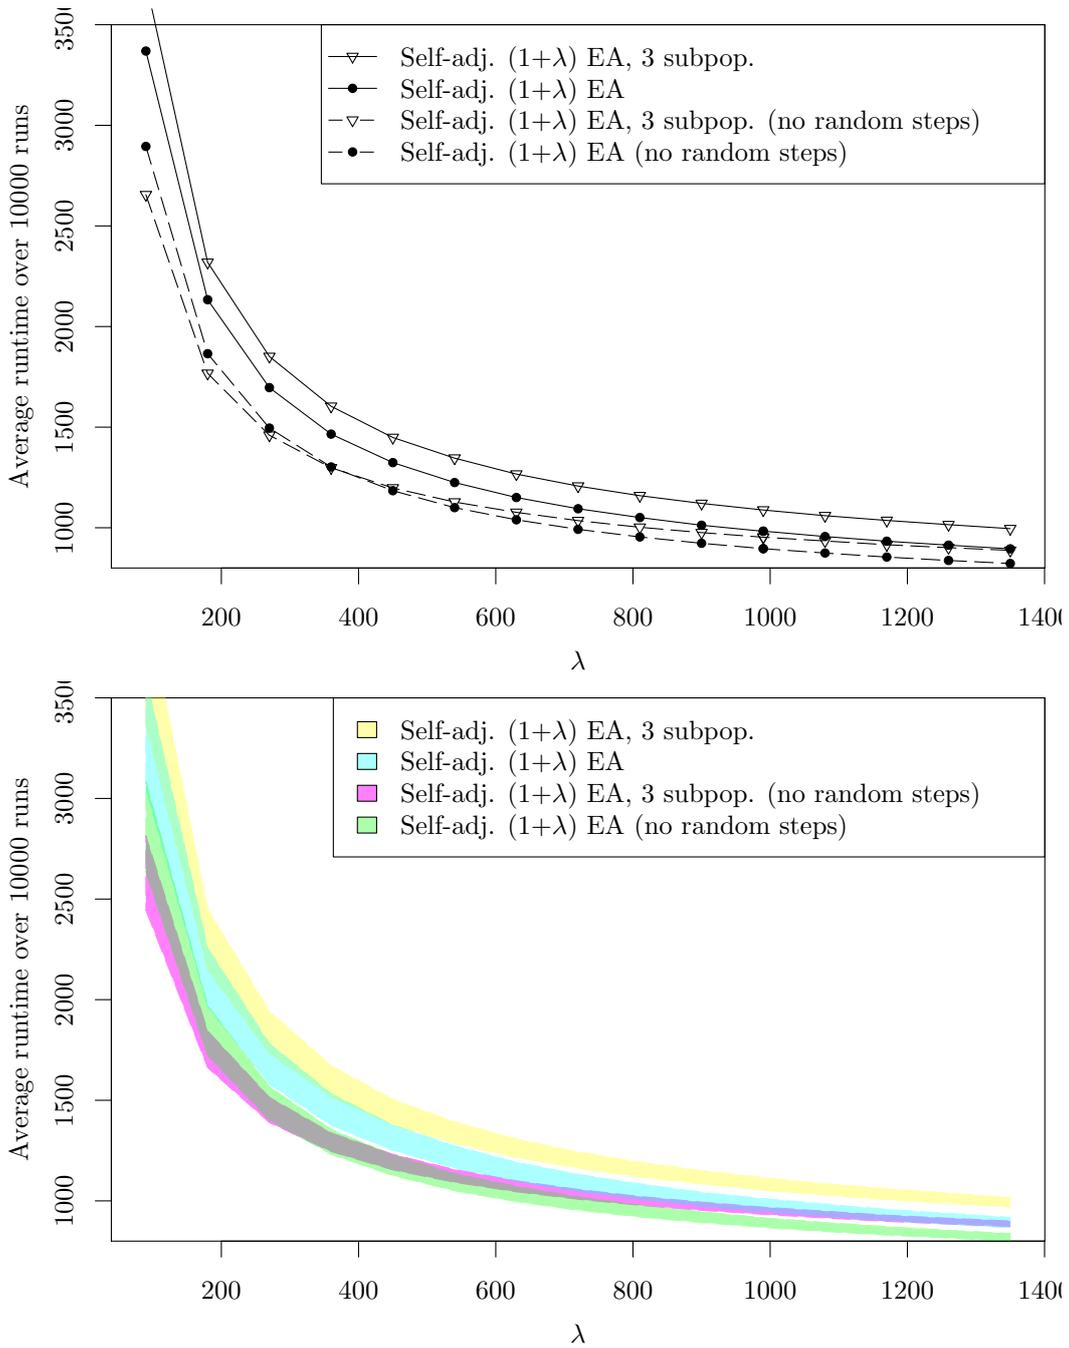 Self-adj. (1+λ) EA, 3 subpop.
Self-adj. (1+λ) EA
Self-adj. (1+λ) EA, 3 subpop. (no random steps)
Self-adj. (1+λ) EA (no random steps)
Average runtime over 10000 runs
3000
2500
2000
1500
1000
200 400 600 800 1000 1200
λ
Self-adj. (1+λ) EA, 3 subpop.
Self-adj. (1+λ) EA
Self-adj. (1+λ) EA, 3 subpop. (no random steps)
Self-adj. (1+λ) EA (no random steps)
Average runtime over 10000 runs
3000
2500
2000
1500
1000
200 400 600 800 1000 1200
λ